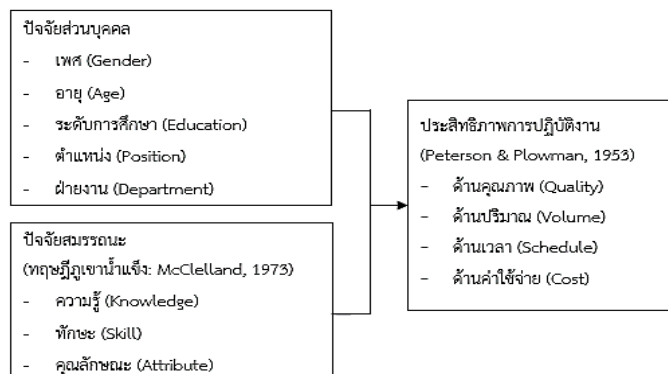 ปัจจัยส่วนบุคคล
- เพศ (Gender)
- อายุ (Age)
- ระดับการศึกษา (Education)
- ตำแหน่ง (Position)
- ฝ่ายงาน (Department)
ปัจจัยสมรรถนะ
(ทฤษฎีภูเขาน้ำแข็ง: McClelland, 1973)
- ความรู้ (Knowledge)
- ทักษะ (Skill)
- คุณลักษณะ (Attribute)
ประสิทธิภาพการปฏิบัติงาน
(Peterson & Plowman, 1953)
- ด้านคุณภาพ (Quality)
- ด้านปริมาณ (Volume)
- ด้านเวลา (Schedule)
- ด้านค่าใช้จ่าย (Cost)